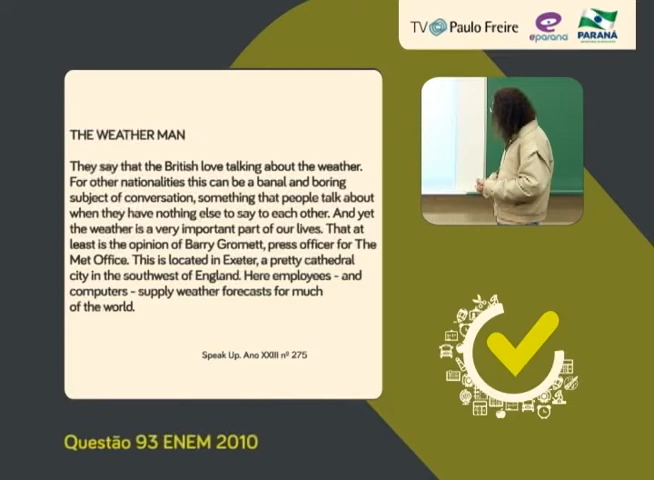 TV Paulo Freire
eparaná
PARANÁ
THE WEATHER MAN
They say that the British love talking about the weather.
For other nationalities this can be a banal and boring
subject of conversation, something that people talk about
when they have nothing else to say to each other. And yet
the weather is a very important part of our lives. That at
least is the opinion of Barry Gromett, press officer for The
Met Office. This is located in Exeter, a pretty cathedral
city in the southwest of England. Here employees - and
computers - supply weather forecasts for much
of the world.
Speak Up. Ano XXIII nº 275
Questão 93 ENEM 2010